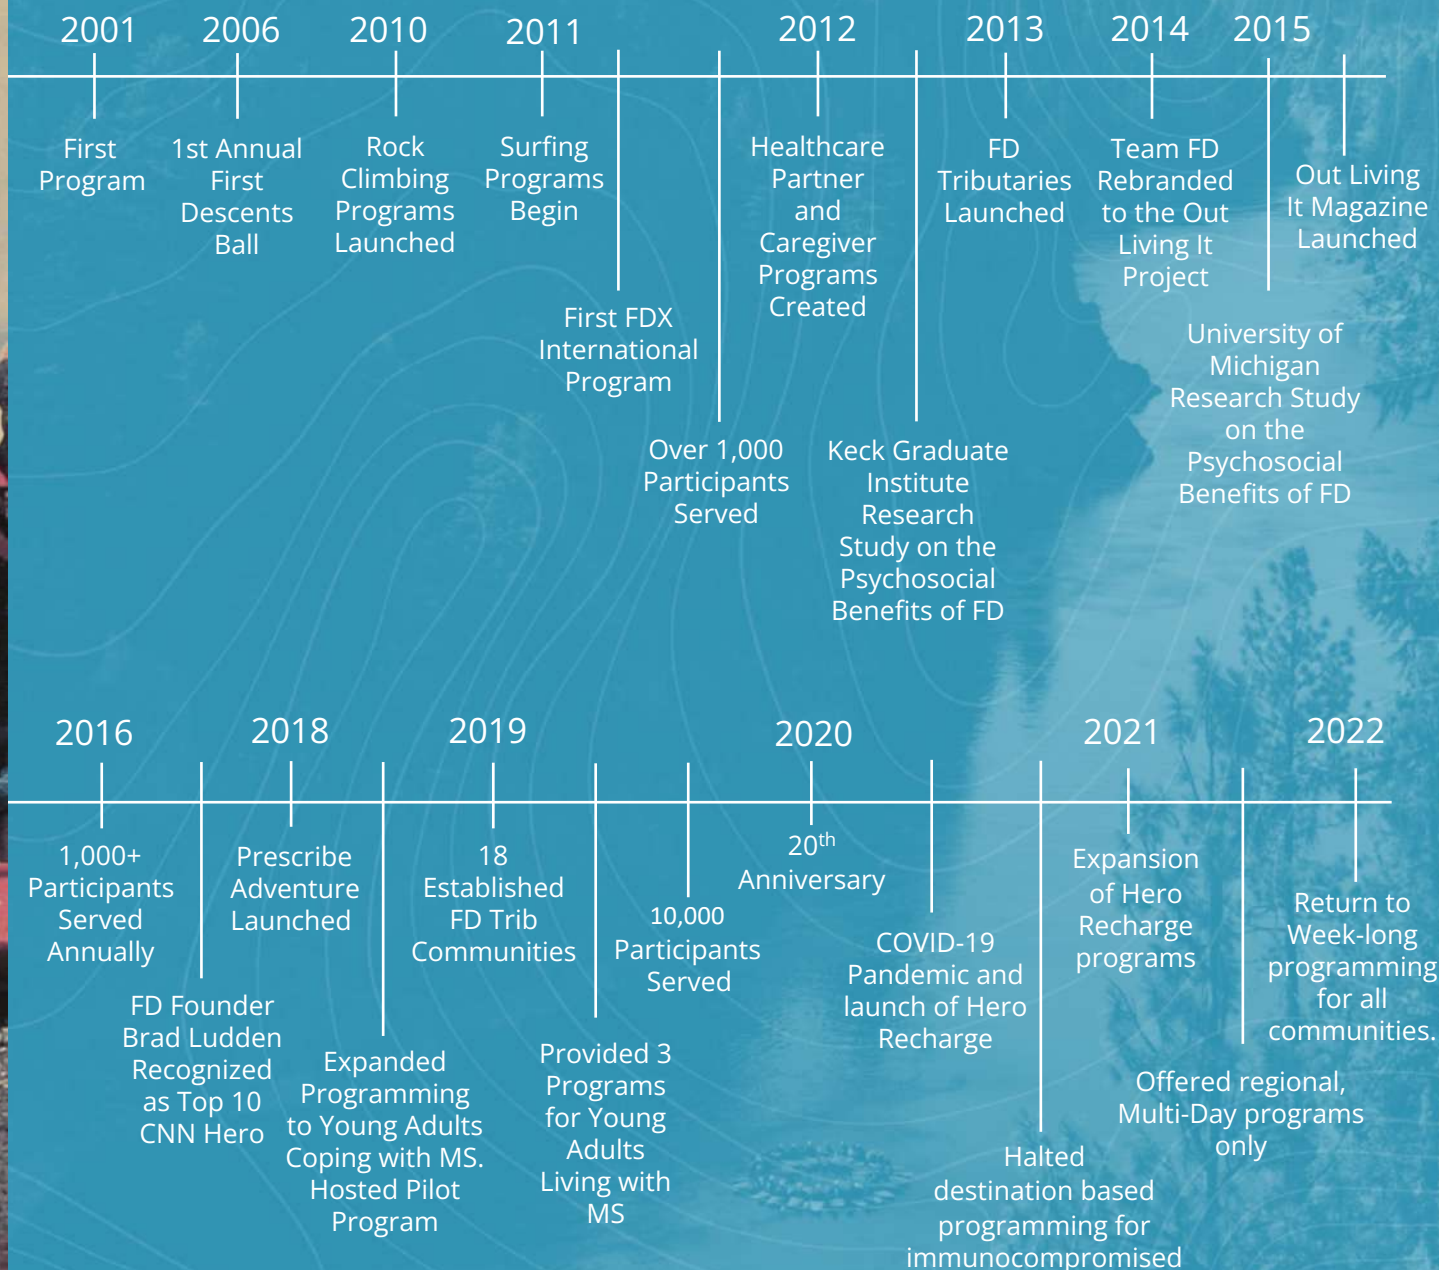 2001
First
Program
2006
1st Annual
First
Descents
Ball
2010
Rock
Climbing
Programs
Launched
2011
Surfing
Programs
Begin
First FDX
International
Program
Over 1,000
Participants
Served
2012
Healthcare
Partner
and
Caregiver
Programs
Created
Keck Graduate
Institute
Research
Study on the
Psychosocial
Benefits of FD
2013
FD
Tributaries
Launched
2014
Team FD
Rebranded
to the Out
Living It
Project
2015
University of
Michigan
Research Study
on the
Psychosocial
Benefits of FD
Out Living
It Magazine
Launched
2016
1,000+
Participants
Served
Annually
FD Founder
Brad Ludden
Recognized
as Top 10
CNN Hero
2018
Prescribe
Adventure
Launched
Expanded
Programming
to Young Adults
Coping with MS.
Hosted Pilot
Program
2019
18
Established
FD Trib
Communities
Provided 3
Programs
for Young
Adults
Living with
MS
10,000
Participants
Served
2020
20th
Anniversary
COVID-19
Pandemic and
launch of Hero
Recharge
Halted
destination based
programming for
immunocompromised
2021
Expansion
of Hero
Recharge
programs
Offered regional,
Multi-Day programs
only
2022
Return to
Week-long
programming
for all
communities.